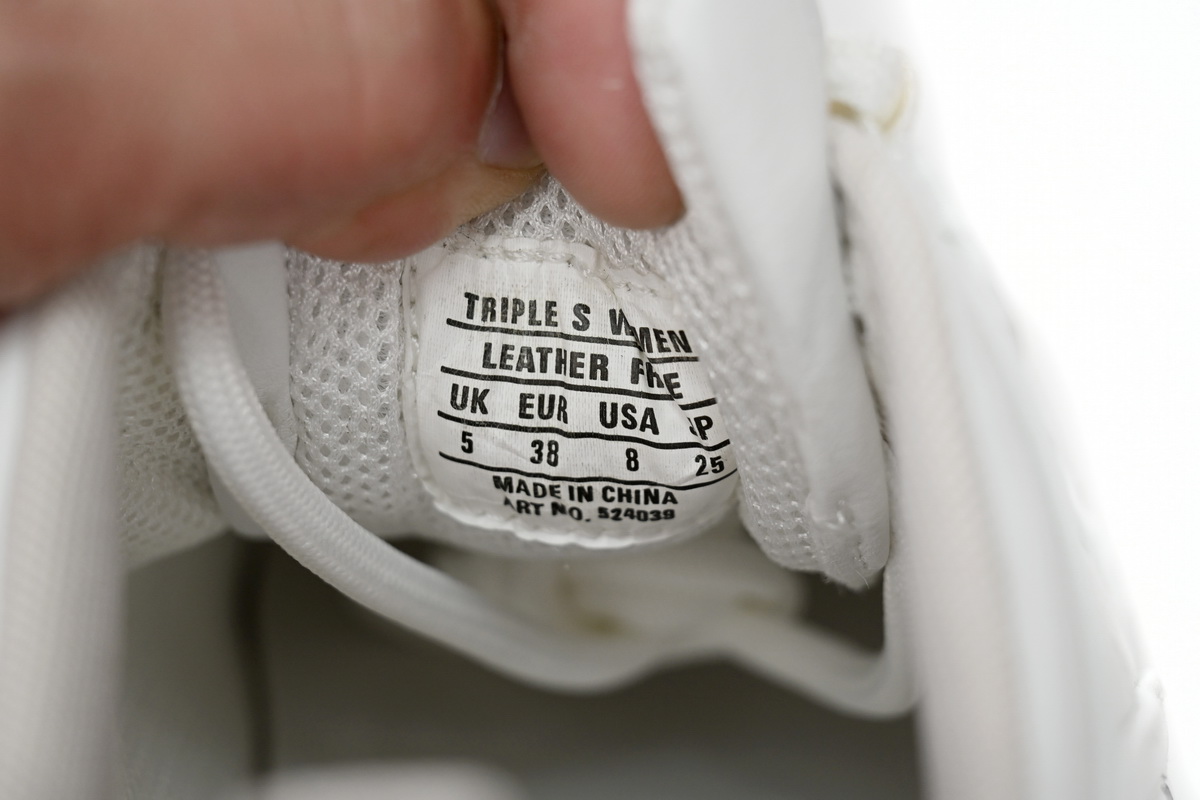 TRIPLE S WMEN
LEATHER FREE
UK EUR USA JP
5 38 8 25
MADE IN CHINA
ART NO. 524039